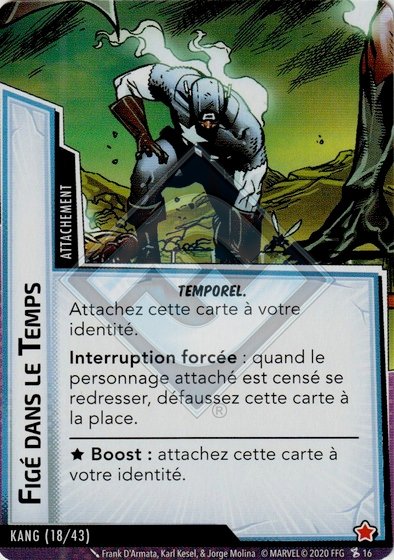 ATTACHEMENT
FIGÉ DANS LE TEMPS
TEMPOREL.
Attachez cette carte à votre
identité.
Interruption forcée : quand le
personnage attaché est censé se
redresser, défaussez cette carte à
la place.
★ Boost : attachez cette carte à
votre identité.
KANG (18/43)
Frank D'Armata, Karl Kesel, & Jorge Molina © MARVEL © 2020 FFG 16
®